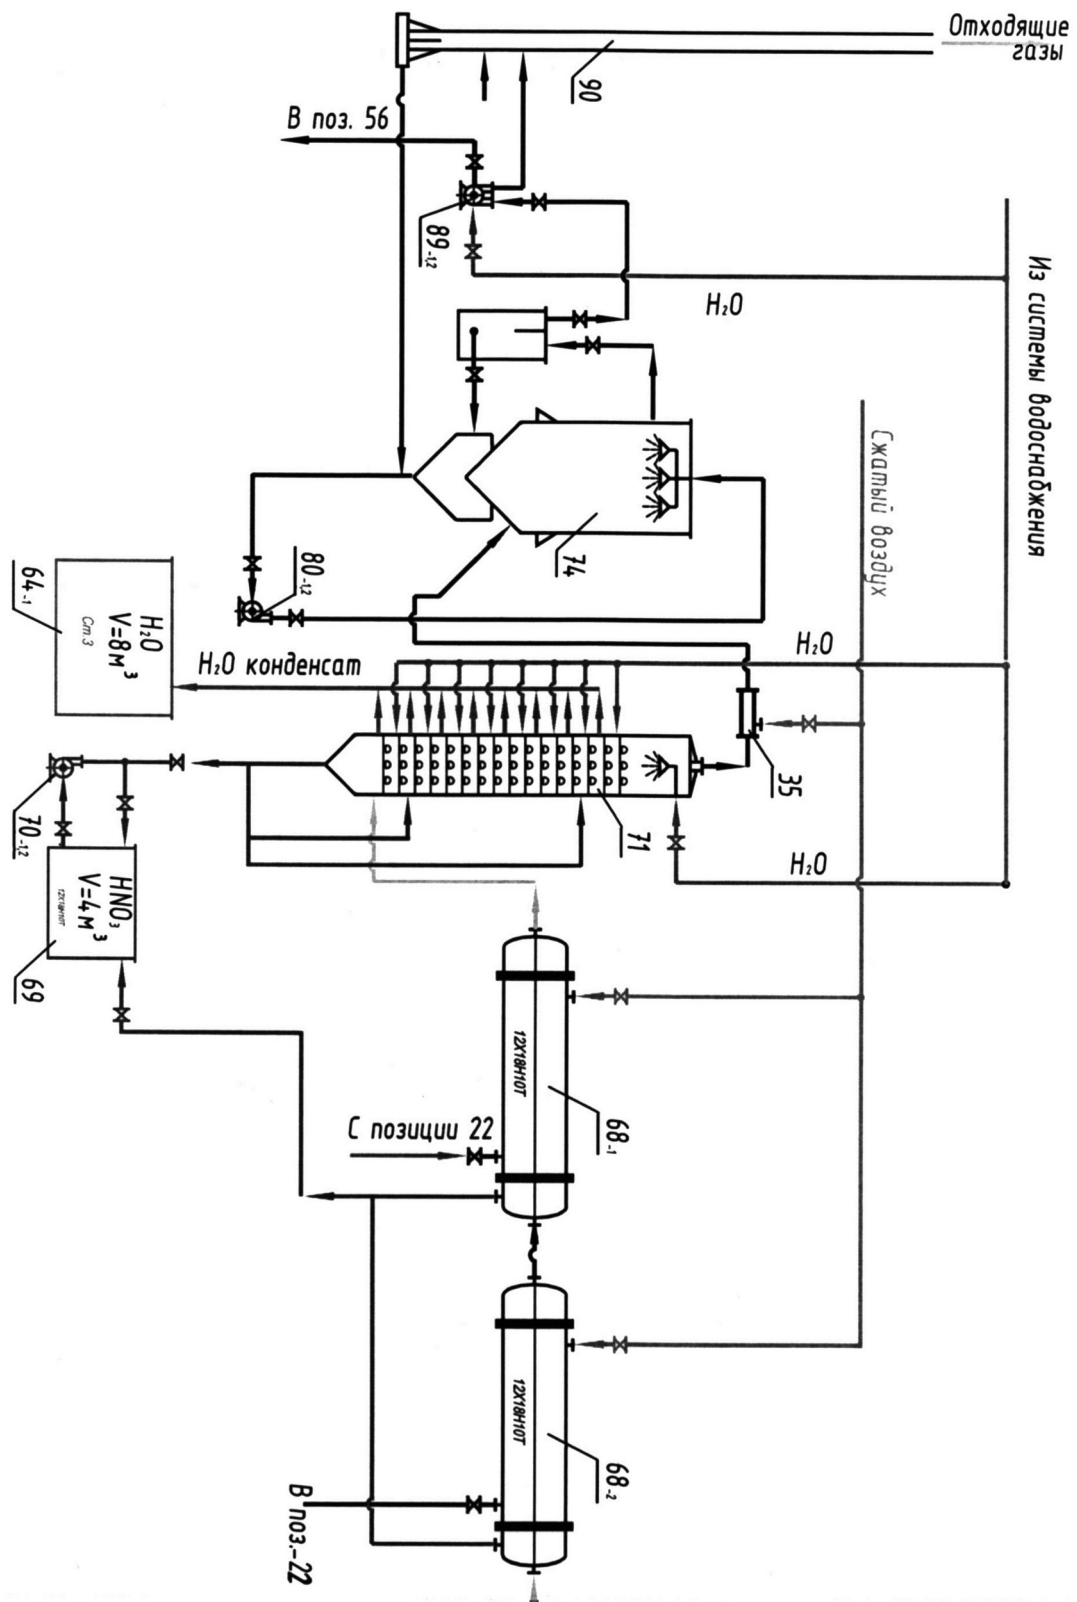 Отходящие
газы
90
В поз. 56
89-1,2
H₂O
Из системы водоснабжения
Сжатый воздух
74
80-1,2
64-1
H₂O
V=8м³
Ст.3
H₂O конденсат
H₂O
35
71
70-1,2
H₂O
HNO₃
V=4м³
12Х18Н10Т
69
12Х18Н10Т
С позиции 22
68-1
12Х18Н10Т
68-2
В поз.-22